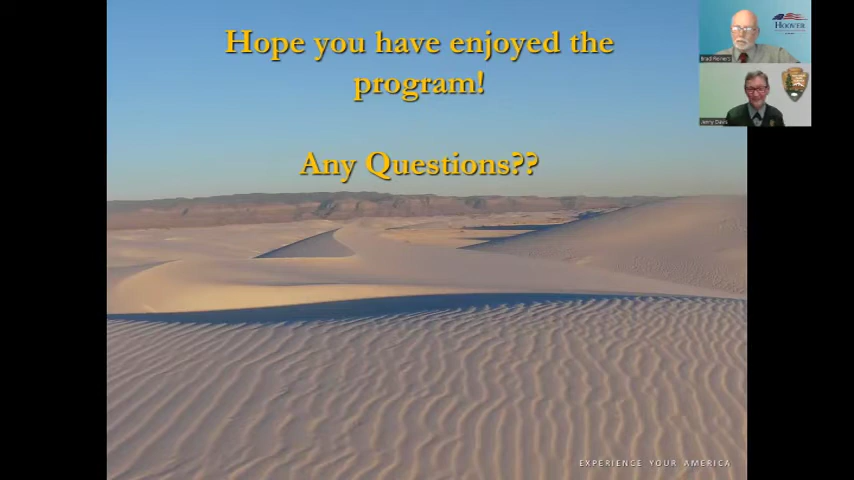 Hope you have enjoyed the
program!
Any Questions??
HOOVER
EXPERIENCE YOUR AMERICA